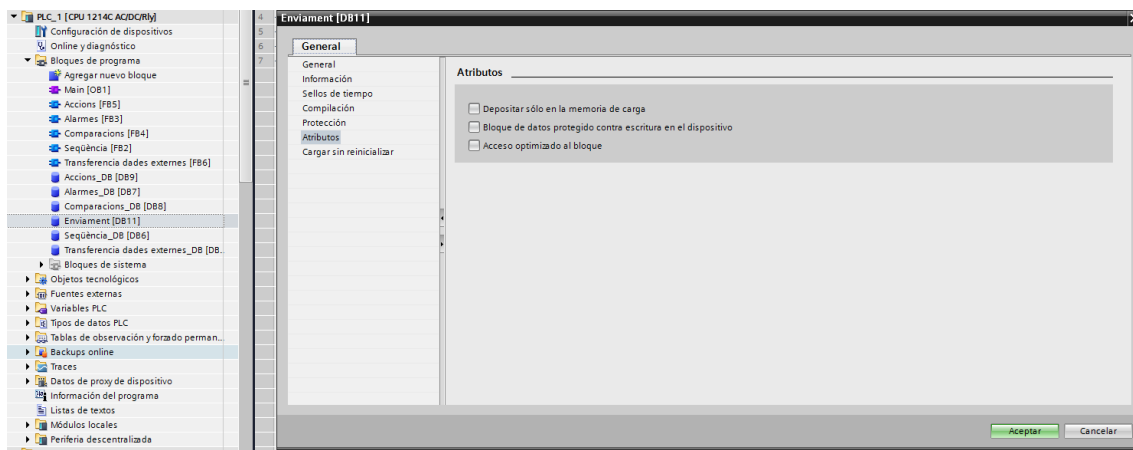 PLC_1 [CPU 1214C AC/DC/Rly]
Configuración de dispositivos
Online y diagnóstico
Bloques de programa
Agregar nuevo bloque
Main [OB1]
Accions [FB5]
Alarmes [FB3]
Comparacions [FB4]
Seqüència [FB2]
Transferencia dades externes [FB6]
Accions_DB [DB9]
Alarmes_DB [DB7]
Comparacions_DB [DB8]
Enviament [DB11]
Seqüència_DB [DB6]
Transferencia dades externes_DB [DB...
Bloques de sistema
Objetos tecnológicos
Fuentes externas
Variables PLC
Tipos de datos PLC
Tablas de observación y forzado perman...
Backups online
Traces
Datos de proxy de dispositivo
Información del programa
Listas de textos
Módulos locales
Periferia descentralizada
4
5
6
7
Enviament [DB11]
General
General
Información
Sellos de tiempo
Compilación
Protección
Atributos
Cargar sin reinicializar
Atributos
Depositar sólo en la memoria de carga
Bloque de datos protegido contra escritura en el dispositivo
Acceso optimizado al bloque
Aceptar
Cancelar